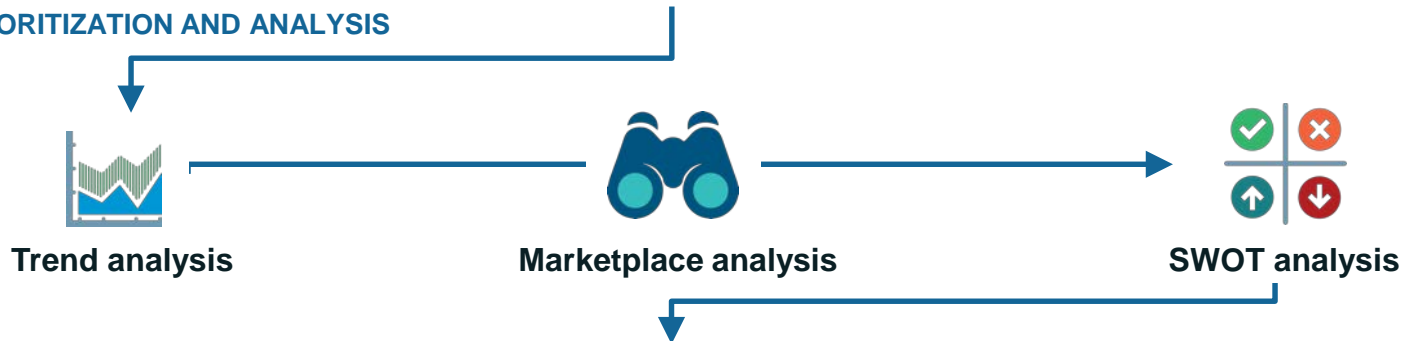 ORITIZATION AND ANALYSIS
Trend analysis
Marketplace analysis
SWOT analysis